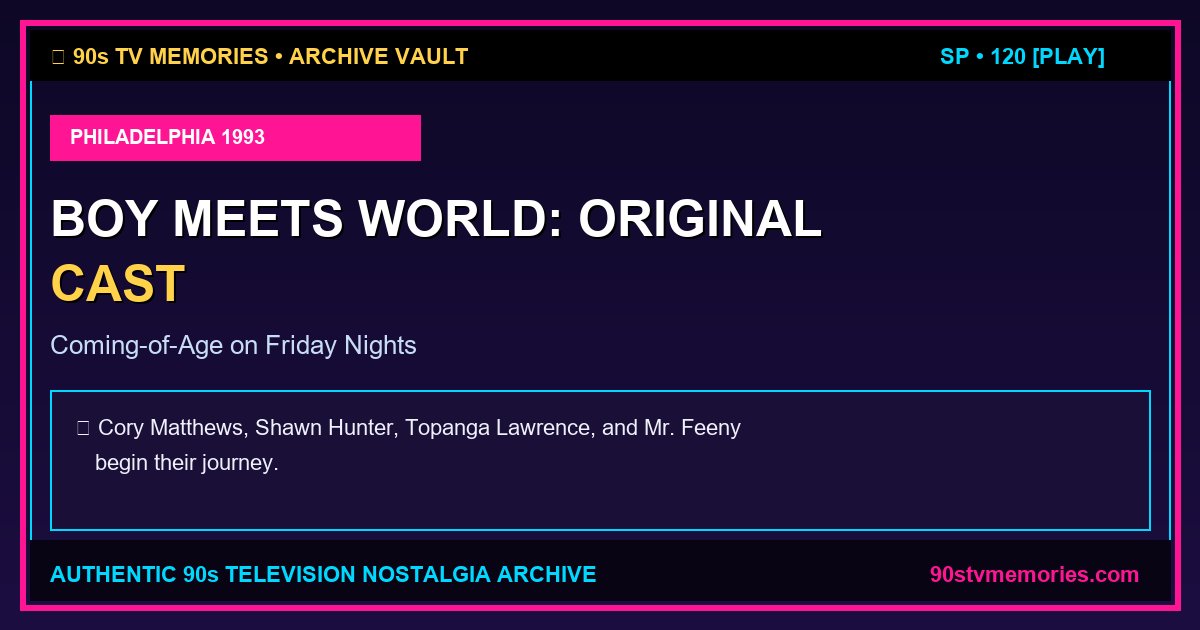 90s TV MEMORIES • ARCHIVE VAULT
SP • 120 [PLAY]
PHILADELPHIA 1993
BOY MEETS WORLD: ORIGINAL
CAST
Coming-of-Age on Friday Nights
Cory Matthews, Shawn Hunter, Topanga Lawrence, and Mr. Feeny
begin their journey.
AUTHENTIC 90s TELEVISION NOSTALGIA ARCHIVE
90stvmemories.com